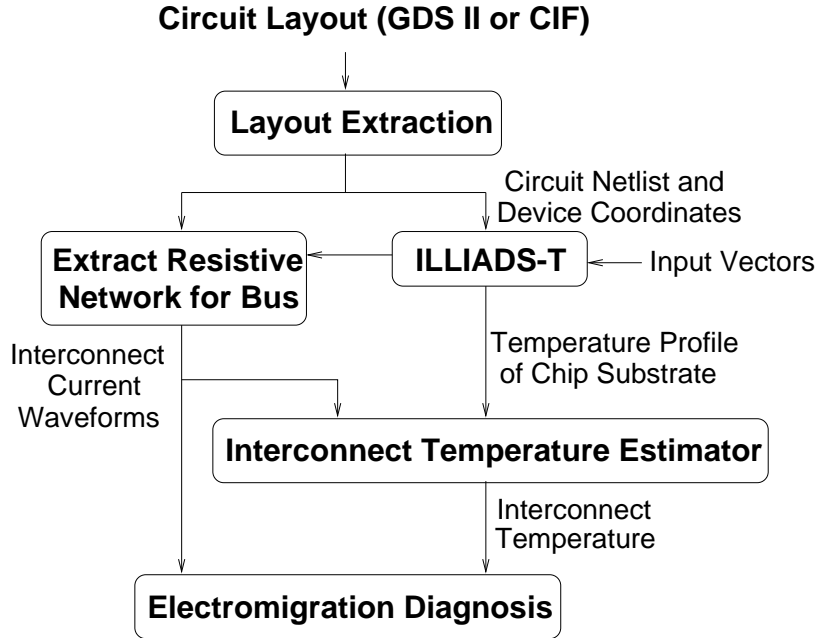 Circuit Layout (GDS II or CIF)
Layout Extraction
Circuit Netlist and
Device Coordinates
Extract Resistive
Network for Bus
ILLIADS-T
Input Vectors
Interconnect
Current
Waveforms
Temperature Profile
of Chip Substrate
Interconnect Temperature Estimator
Interconnect
Temperature
Electromigration Diagnosis